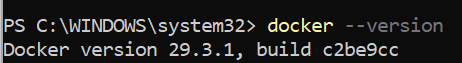 PS C:\WINDOWS\system32> docker --version
Docker version 29.3.1, build c2be9cc